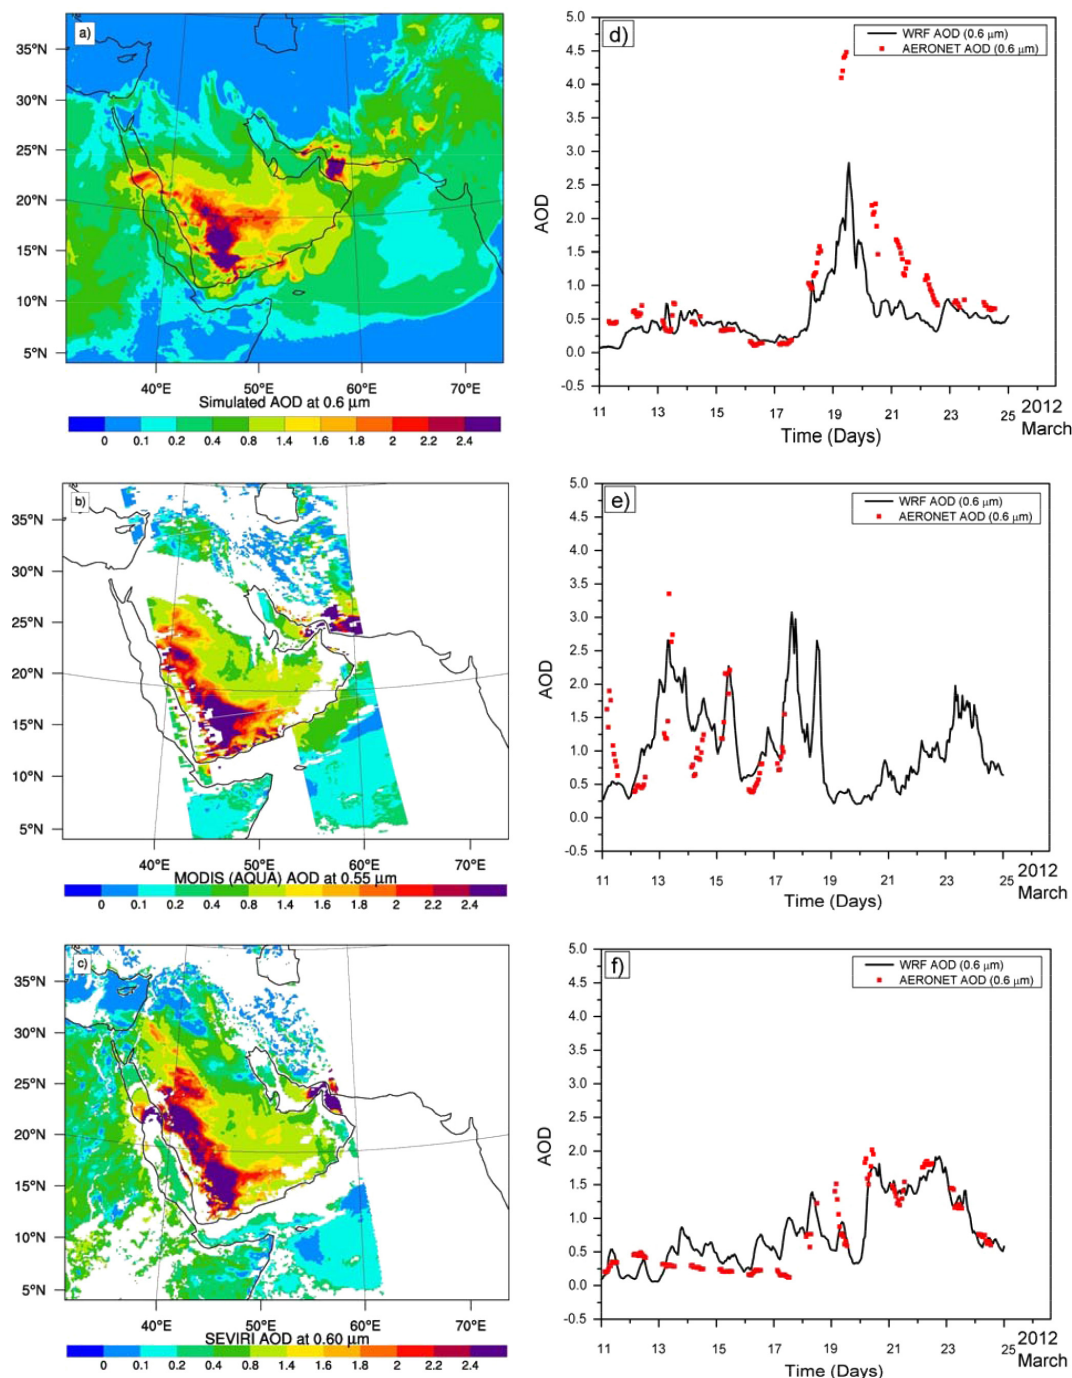 a)
35°N
30°N
25°N
20°N
15°N
10°N
5°N
40°E 50°E 60°E 70°E
Simulated AOD at 0.6 µm
0 0.1 0.2 0.4 0.8 1.4 1.6 1.8 2 2.2 2.4
d)
WRF AOD (0.6 µm)
AERONET AOD (0.6 µm)
5.0
4.5
4.0
3.5
3.0
2.5
2.0
1.5
1.0
0.5
0.0
-0.5
AOD
11 13 15 17 19 21 23 25
2012
March
Time (Days)
b)
35°N
30°N
25°N
20°N
15°N
10°N
5°N
40°E 50°E 60°E 70°E
MODIS (AQUA) AOD at 0.55 µm
0 0.1 0.2 0.4 0.8 1.4 1.6 1.8 2 2.2 2.4
e)
WRF AOD (0.6 µm)
AERONET AOD (0.6 µm)
5.0
4.5
4.0
3.5
3.0
2.5
2.0
1.5
1.0
0.5
0.0
-0.5
AOD
11 13 15 17 19 21 23 25
2012
March
Time (Days)
c)
35°N
30°N
25°N
20°N
15°N
10°N
5°N
40°E 50°E 60°E 70°E
SEVIRI AOD at 0.60 µm
0 0.1 0.2 0.4 0.8 1.4 1.6 1.8 2 2.2 2.4
f)
WRF AOD (0.6 µm)
AERONET AOD (0.6 µm)
5.0
4.5
4.0
3.5
3.0
2.5
2.0
1.5
1.0
0.5
0.0
-0.5
AOD
11 13 15 17 19 21 23 25
2012
March
Time (Days)